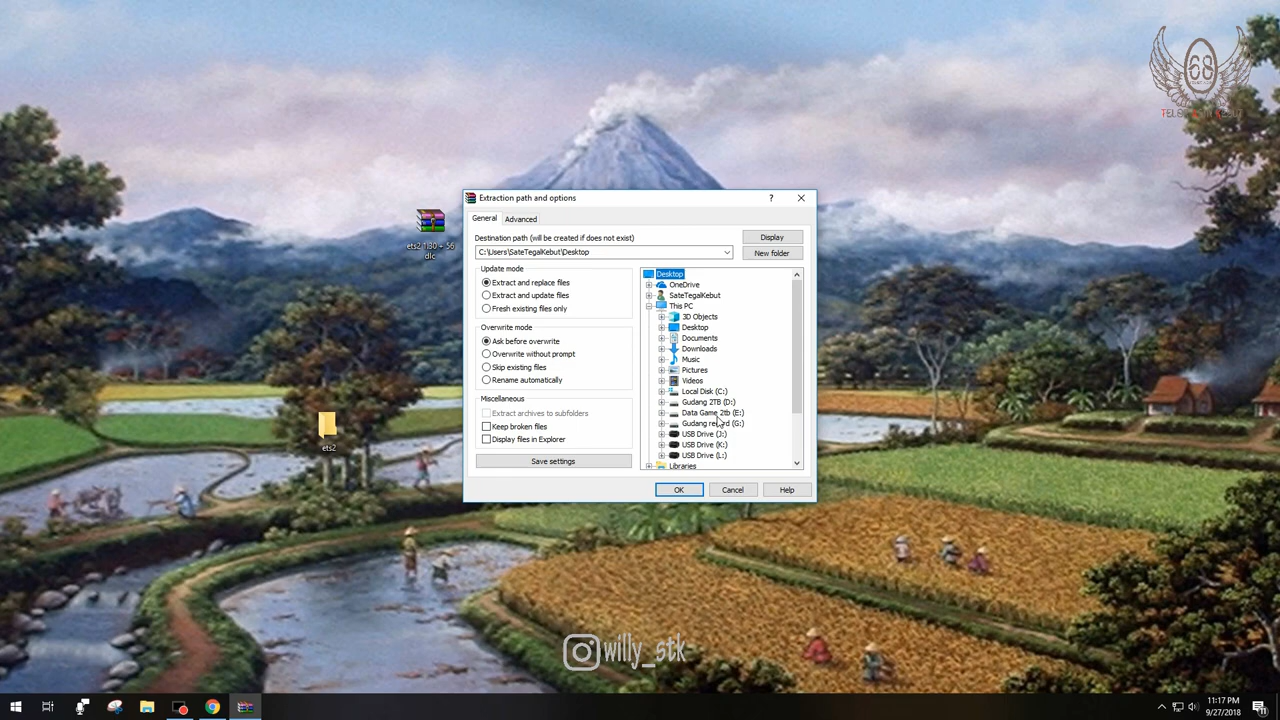 Extraction path and options
General
Advanced
Destination path (will be created if does not exist)
C:\Users\SateTegalKebut\Desktop
Display
New folder
Update mode
Extract and replace files
Extract and update files
Fresh existing files only
Overwrite mode
Ask before overwrite
Overwrite without prompt
Skip existing files
Rename automatically
Miscellaneous
Extract archives to subfolders
Keep broken files
Display files in Explorer
Save settings
Desktop
OneDrive
SateTegalKebut
This PC
3D Objects
Desktop
Documents
Downloads
Music
Pictures
Videos
Local Disk (C:)
Gudang 2TB (D:)
Data Game 2tb (E:)
Gudang (G:)
USB Drive (J:)
USB Drive (K:)
USB Drive (L:)
Libraries
OK
Cancel
Help
ets2 1.30 + 56
dlc
ets2
68
willy_stk
11:17 PM
9/27/2018
11